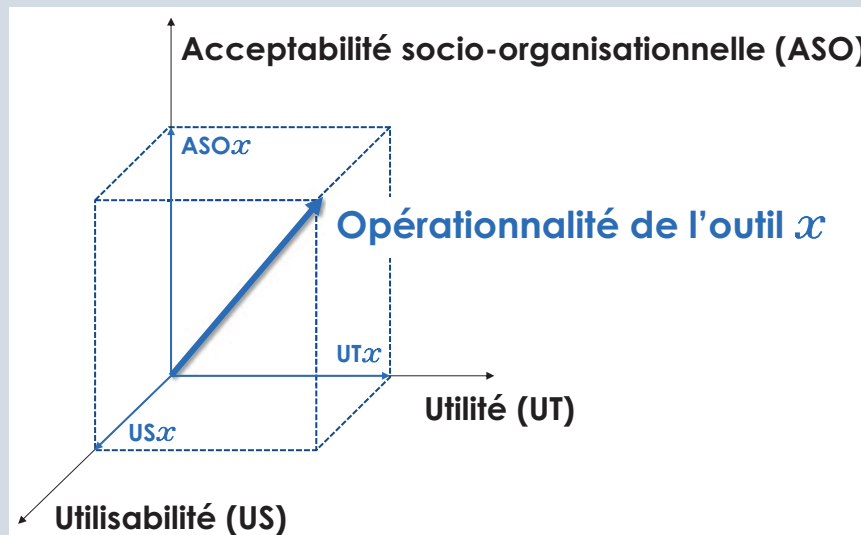 Acceptabilité socio-organisationnelle (ASO)
ASOx
Opérationnalité de l’outil x
UTx
Utilité (UT)
USx
Utilisabilité (US)